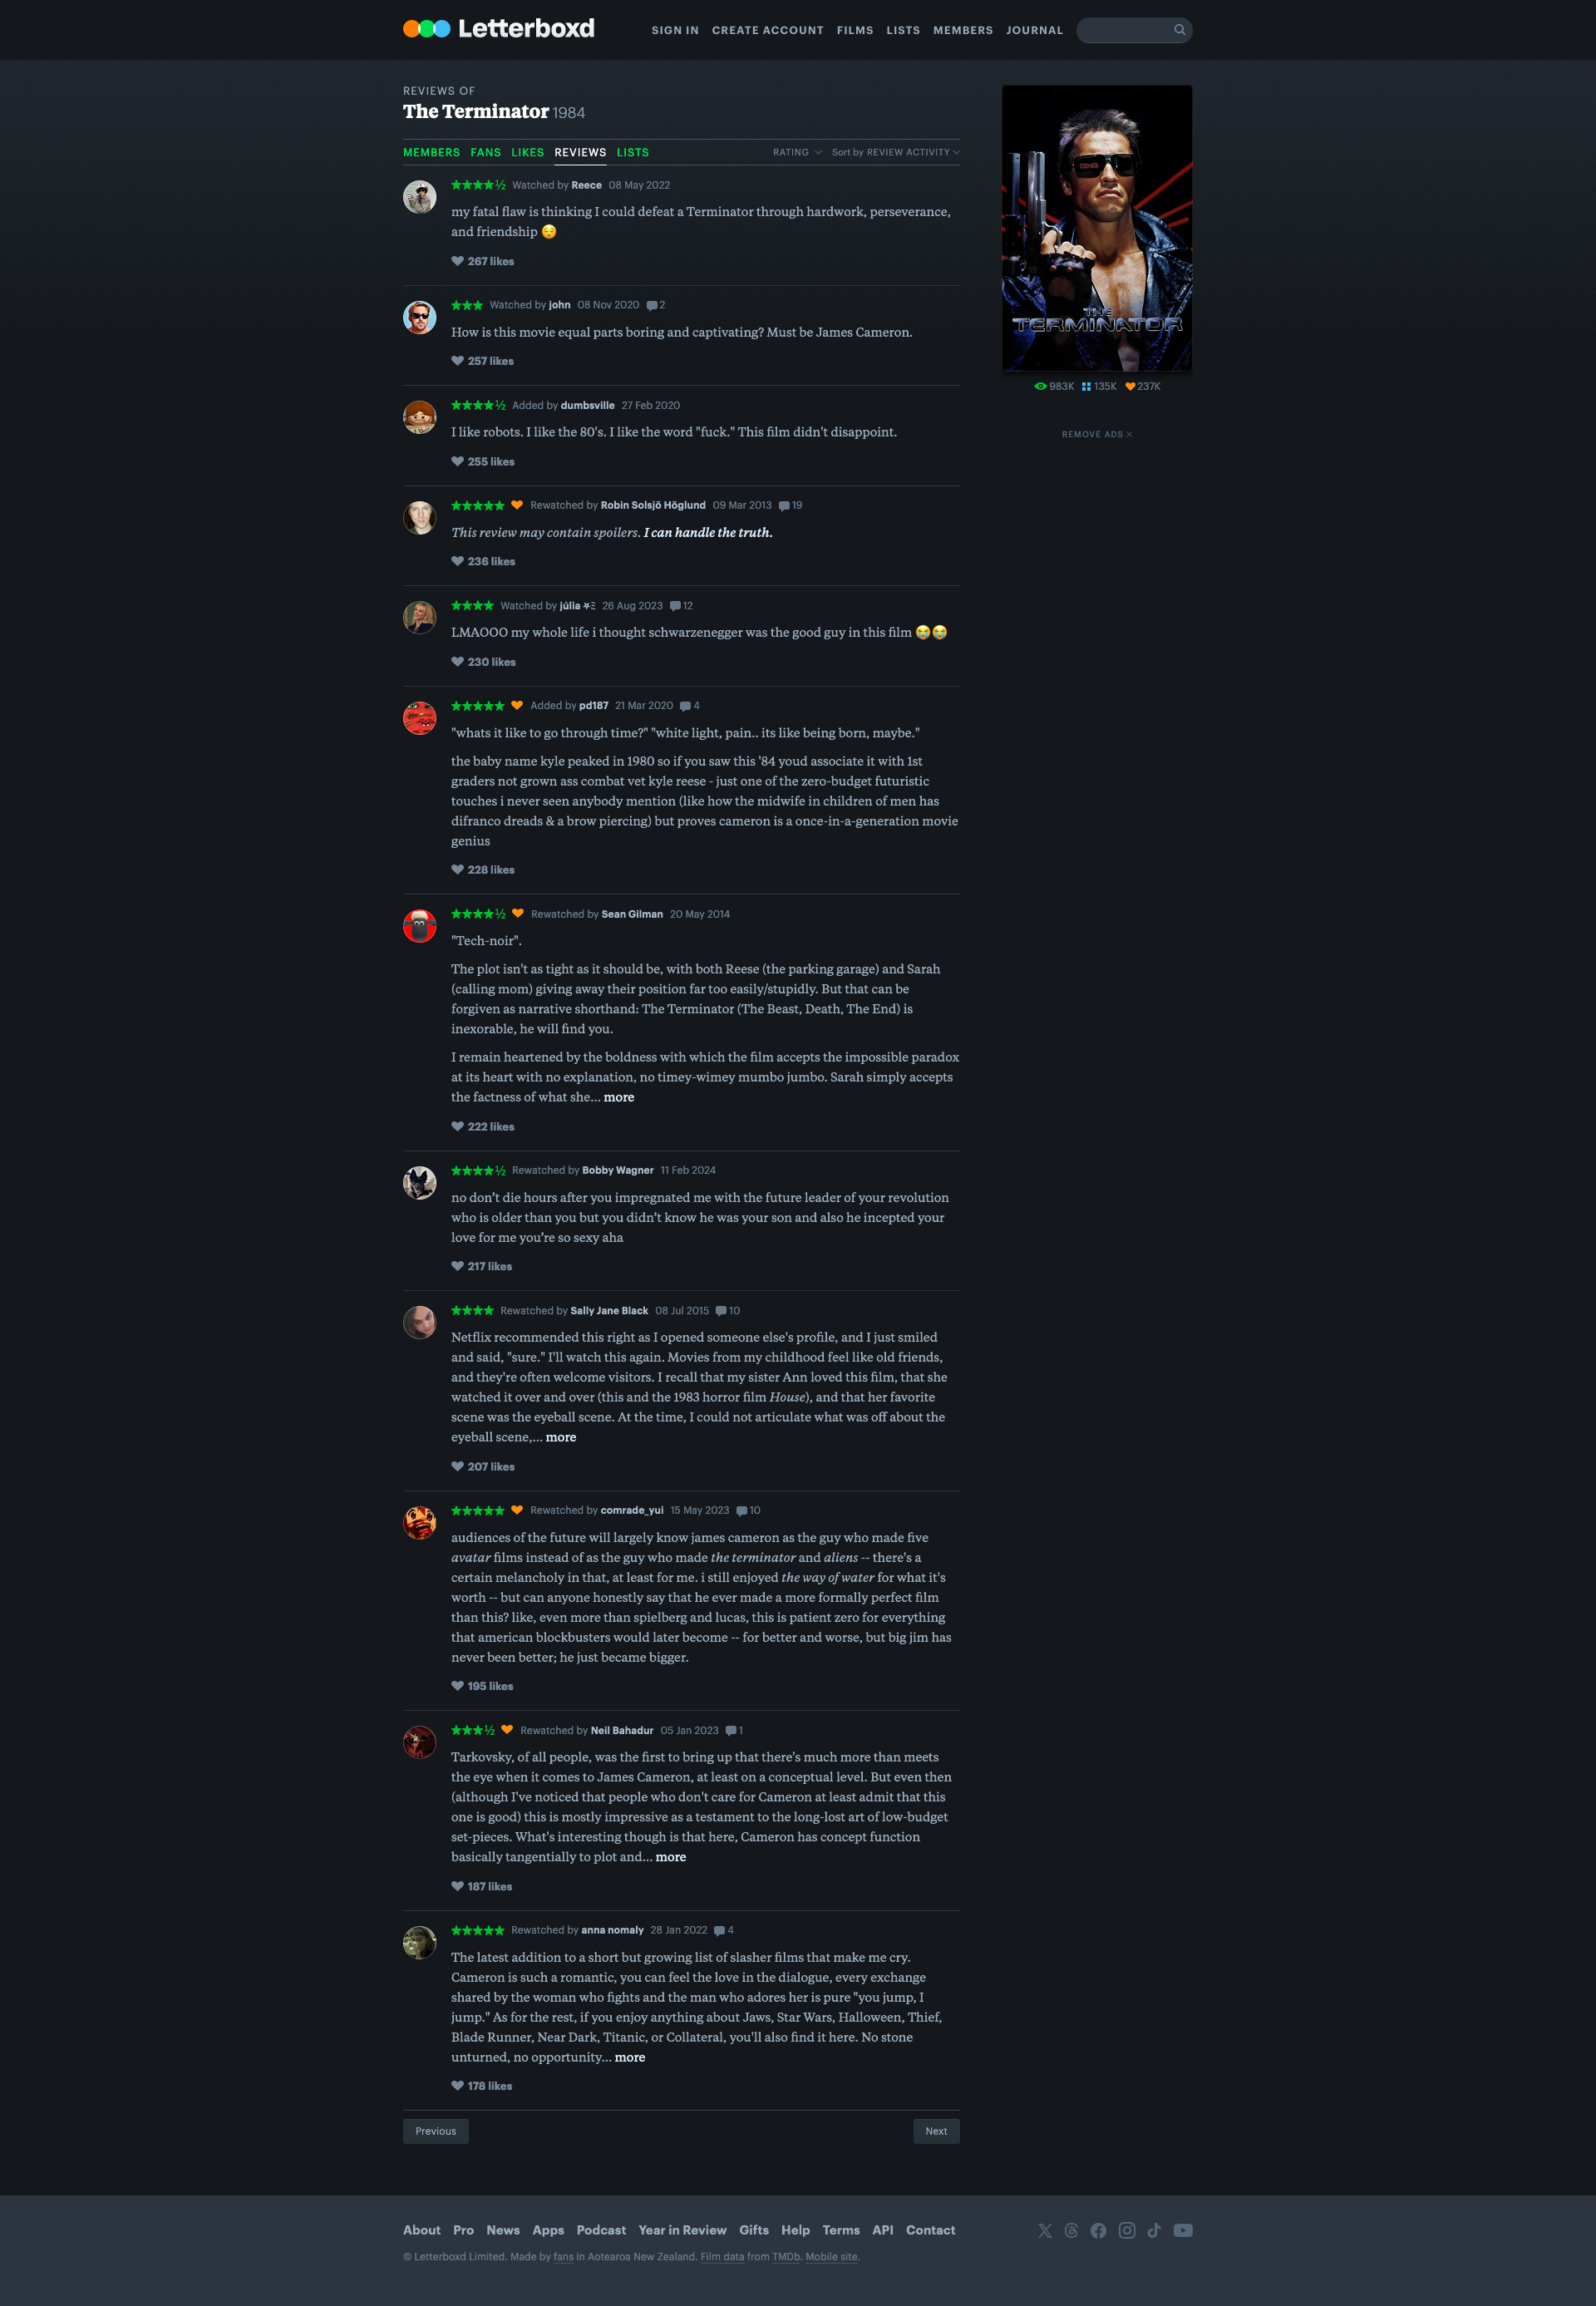 Letterboxd
SIGN IN CREATE ACCOUNT FILMS LISTS MEMBERS JOURNAL
REVIEWS OF
The Terminator 1984
MEMBERS FANS LIKES REVIEWS LISTS RATING Sort by REVIEW ACTIVITY
★★★★½ Watched by Reece 08 May 2022
my fatal flaw is thinking I could defeat a Terminator through hardwork, perseverance,
and friendship 😌
267 likes
★★★ Watched by john 08 Nov 2020 2
How is this movie equal parts boring and captivating? Must be James Cameron.
257 likes
★★★★½ Added by dumbsville 27 Feb 2020
I like robots. I like the 80's. I like the word "fuck." This film didn't disappoint.
255 likes
★★★★★ Rewatched by Robin Solsjö Höglund 09 Mar 2013 19
This review may contain spoilers. I can handle the truth.
236 likes
★★★★ Watched by júlia ⛧ミ 26 Aug 2023 12
LMAOOO my whole life i thought schwarzenegger was the good guy in this film 😭😭
230 likes
★★★★★ Added by pd187 21 Mar 2020 4
"whats it like to go through time?" "white light, pain.. its like being born, maybe."
the baby name kyle peaked in 1980 so if you saw this '84 youd associate it with 1st
graders not grown ass combat vet kyle reese - just one of the zero-budget futuristic
touches i never seen anybody mention (like how the midwife in children of men has
difranco dreads & a brow piercing) but proves cameron is a once-in-a-generation movie
genius
228 likes
★★★★½ Rewatched by Sean Gilman 20 May 2014
"Tech-noir".
The plot isn't as tight as it should be, with both Reese (the parking garage) and Sarah
(calling mom) giving away their position far too easily/stupidly. But that can be
forgiven as narrative shorthand: The Terminator (The Beast, Death, The End) is
inexorable, he will find you.
I remain heartened by the boldness with which the film accepts the impossible paradox
at its heart with no explanation, no timey-wimey mumbo jumbo. Sarah simply accepts
the factness of what she... more
222 likes
★★★★½ Rewatched by Bobby Wagner 11 Feb 2024
no don’t die hours after you impregnated me with the future leader of your revolution
who is older than you but you didn’t know he was your son and also he incepted your
love for me you’re so sexy aha
217 likes
★★★★ Rewatched by Sally Jane Black 08 Jul 2015 10
Netflix recommended this right as I opened someone else's profile, and I just smiled
and said, "sure." I'll watch this again. Movies from my childhood feel like old friends,
and they're often welcome visitors. I recall that my sister Ann loved this film, that she
watched it over and over (this and the 1983 horror film House), and that her favorite
scene was the eyeball scene. At the time, I could not articulate what was off about the
eyeball scene,... more
207 likes
★★★★★ Rewatched by comrade_yui 15 May 2023 10
audiences of the future will largely know james cameron as the guy who made five
avatar films instead of as the guy who made the terminator and aliens -- there's a
certain melancholy in that, at least for me. i still enjoyed the way of water for what it's
worth -- but can anyone honestly say that he ever made a more formally perfect film
than this? like, even more than spielberg and lucas, this is patient zero for everything
that american blockbusters would later become -- for better and worse, but big jim has
never been better; he just became bigger.
195 likes
★★★½ Rewatched by Neil Bahadur 05 Jan 2023 1
Tarkovsky, of all people, was the first to bring up that there's much more than meets
the eye when it comes to James Cameron, at least on a conceptual level. But even then
(although I've noticed that people who don't care for Cameron at least admit that this
one is good) this is mostly impressive as a testament to the long-lost art of low-budget
set-pieces. What's interesting though is that here, Cameron has concept function
basically tangentially to plot and... more
187 likes
★★★★★ Rewatched by anna nomaly 28 Jan 2022 4
The latest addition to a short but growing list of slasher films that make me cry.
Cameron is such a romantic, you can feel the love in the dialogue, every exchange
shared by the woman who fights and the man who adores her is pure "you jump, I
jump." As for the rest, if you enjoy anything about Jaws, Star Wars, Halloween, Thief,
Blade Runner, Near Dark, Titanic, or Collateral, you'll also find it here. No stone
unturned, no opportunity... more
178 likes
Previous Next
THE
TERMINATOR
983K 135K 237K
REMOVE ADS
About Pro News Apps Podcast Year in Review Gifts Help Terms API Contact
© Letterboxd Limited. Made by fans in Aotearoa New Zealand. Film data from TMDb. Mobile site.